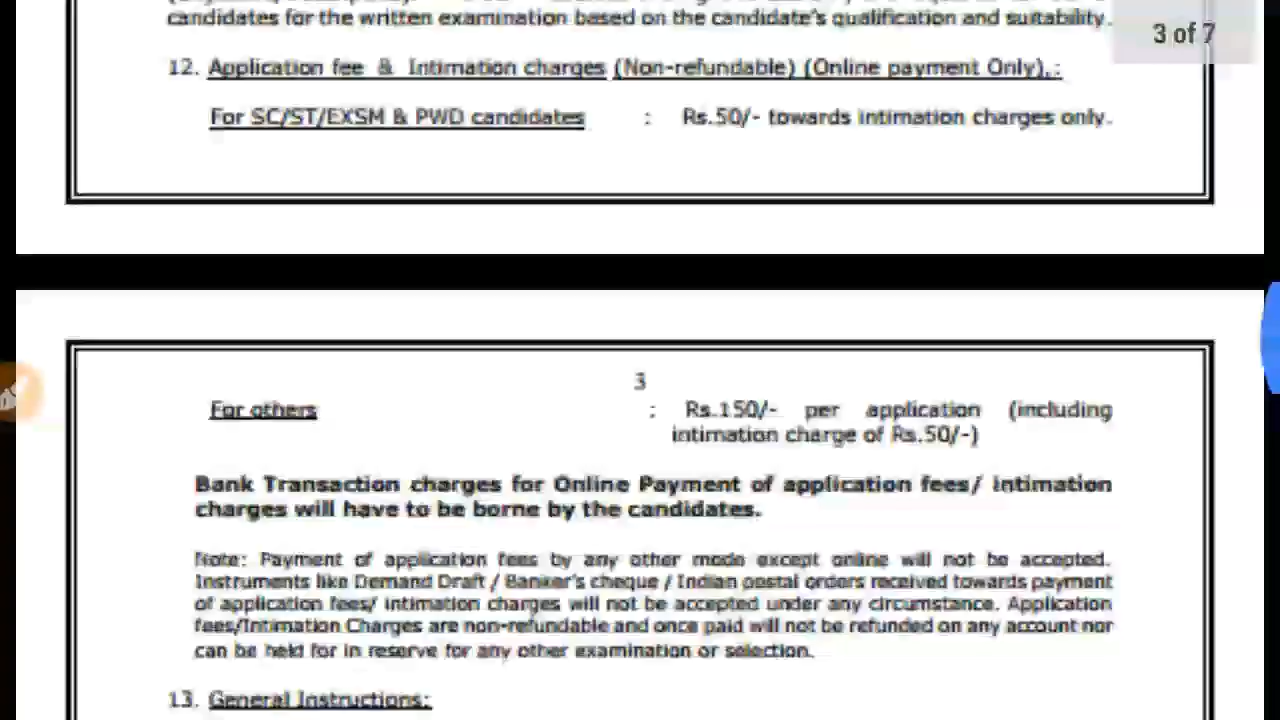 candidates for the written examination based on the candidate's qualification and suitability.
3 of 7
12. Application fee & Intimation charges (Non-refundable) (Online payment Only).:
For SC/ST/EXSM & PWD candidates : Rs.50/- towards intimation charges only.
3
For others : Rs.150/- per application (including
intimation charge of Rs.50/-)
Bank Transaction charges for Online Payment of application fees/ intimation
charges will have to be borne by the candidates.
Note: Payment of application fees by any other mode except online will not be accepted.
Instruments like Demand Draft / Banker's cheque / Indian postal orders received towards payment
of application fees/ intimation charges will not be accepted under any circumstance. Application
fees/Intimation Charges are non-refundable and once paid will not be refunded on any account nor
can be held for in reserve for any other examination or selection.
13. General Instructions: